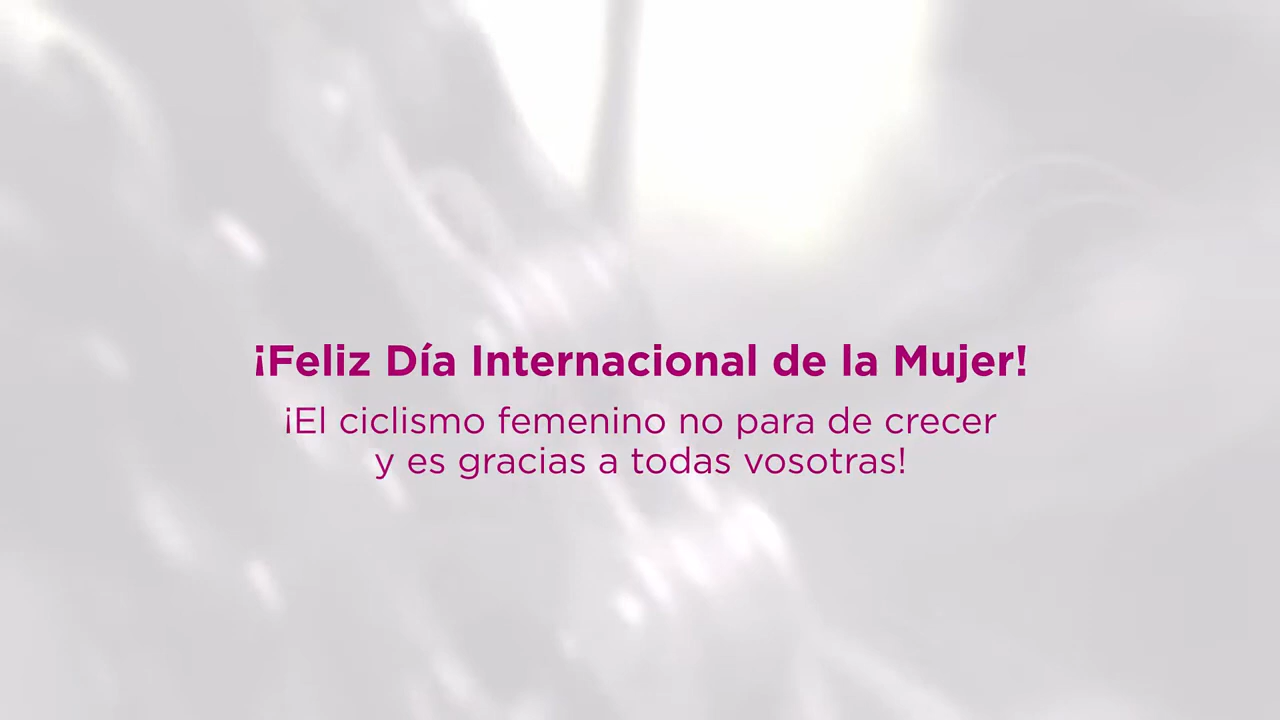 ¡Feliz Día Internacional de la Mujer!
¡El ciclismo femenino no para de crecer
y es gracias a todas vosotras!